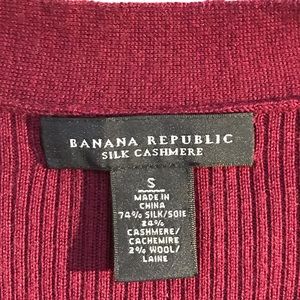 BANANA REPUBLIC
SILK CASHMERE
S
MADE IN
CHINA
74% SILK/SOIE
24%
CASHMERE/
CACHEMIRE
2% WOOL/
LAINE